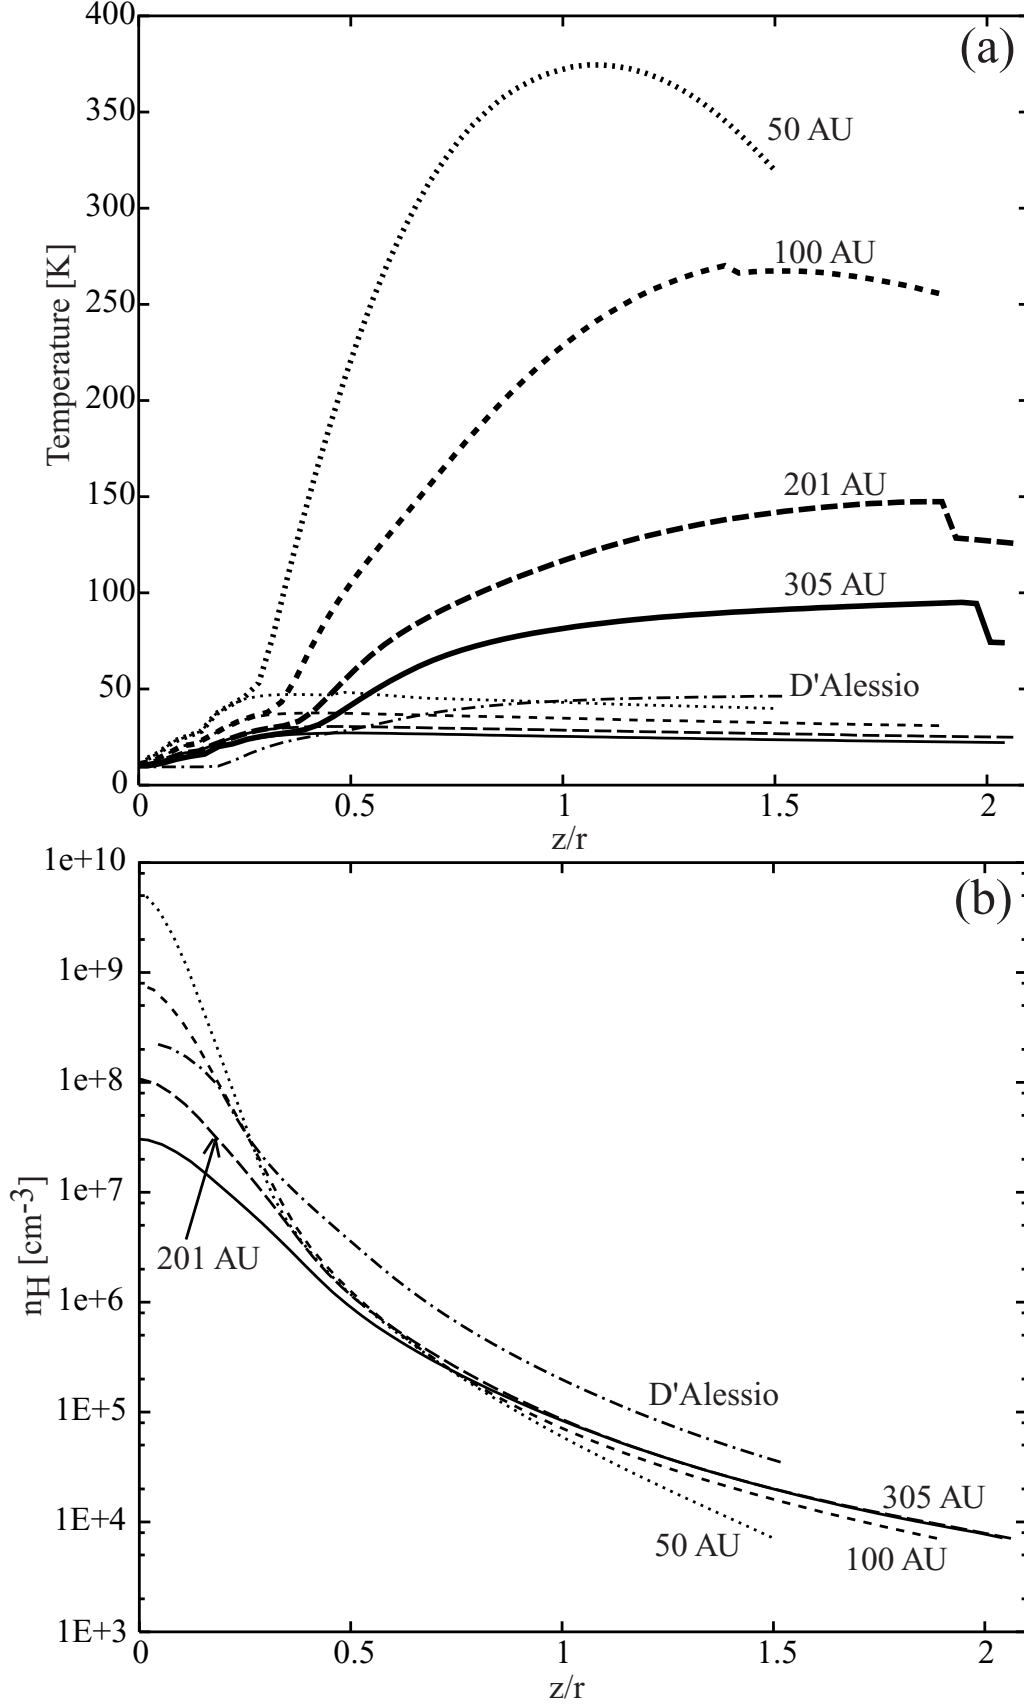 (a)
400
350
300
250
200
150
100
50
0
Temperature [K]
50 AU
100 AU
201 AU
305 AU
D'Alessio
0 0.5 1 1.5 2
z/r
(b)
1e+10
1e+9
1e+8
1e+7
1e+6
1E+5
1E+4
1E+3
nH [cm-3]
201 AU
D'Alessio
305 AU
50 AU
100 AU
0 0.5 1 1.5 2
z/r